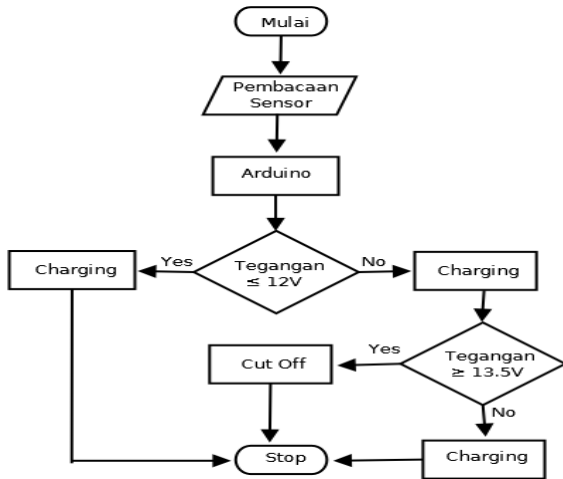 Mulai
Pembacaan
Sensor
Arduino
Tegangan
≤ 12V
Yes
No
Charging
Charging
Tegangan
≥ 13.5V
Yes
No
Cut Off
Charging
Stop